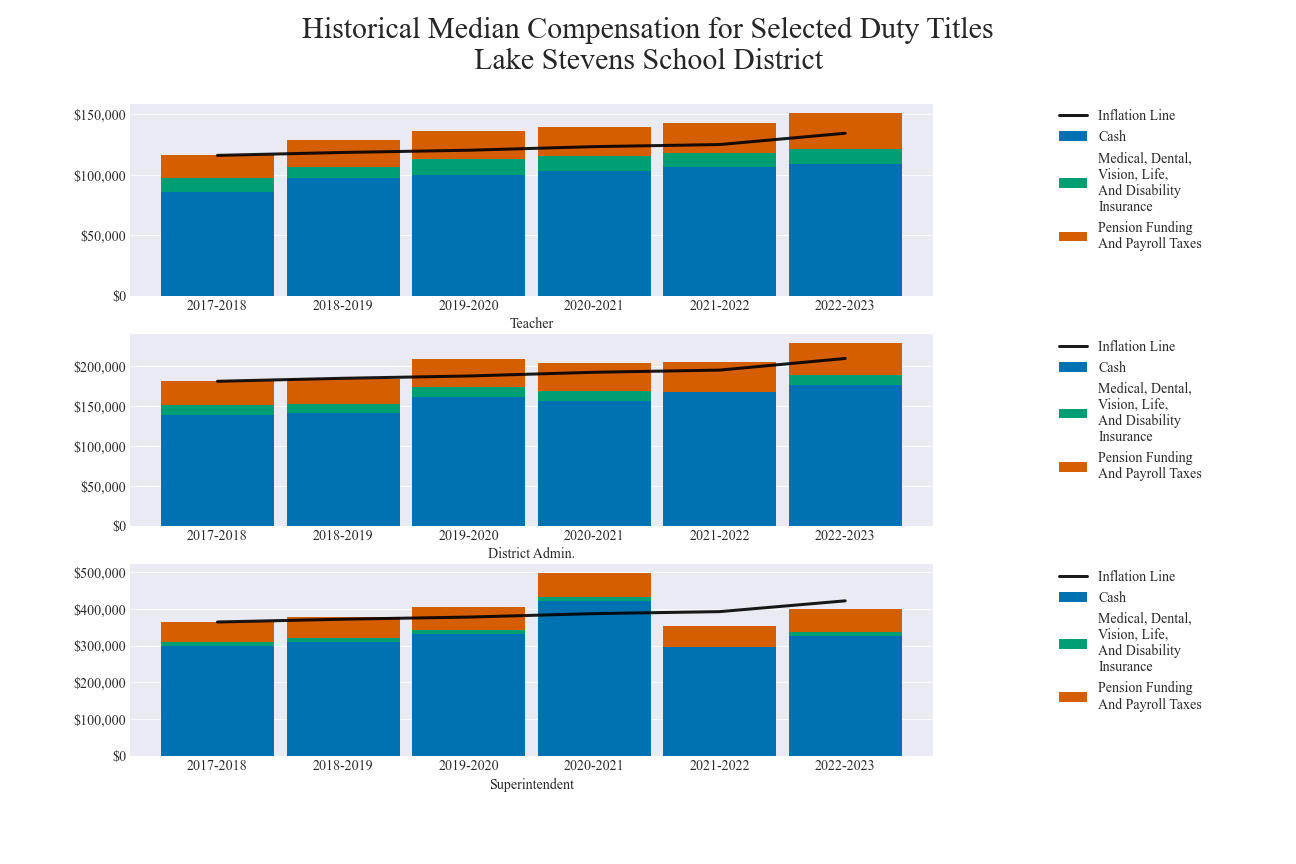 Historical Median Compensation for Selected Duty Titles
Lake Stevens School District
$150,000
$100,000
$50,000
$0
2017-2018 2018-2019 2019-2020 2020-2021 2021-2022 2022-2023
Teacher
Inflation Line
Cash
Medical, Dental,
Vision, Life,
And Disability
Insurance
Pension Funding
And Payroll Taxes
$200,000
$150,000
$100,000
$50,000
$0
2017-2018 2018-2019 2019-2020 2020-2021 2021-2022 2022-2023
District Admin.
Inflation Line
Cash
Medical, Dental,
Vision, Life,
And Disability
Insurance
Pension Funding
And Payroll Taxes
$500,000
$400,000
$300,000
$200,000
$100,000
$0
2017-2018 2018-2019 2019-2020 2020-2021 2021-2022 2022-2023
Superintendent
Inflation Line
Cash
Medical, Dental,
Vision, Life,
And Disability
Insurance
Pension Funding
And Payroll Taxes